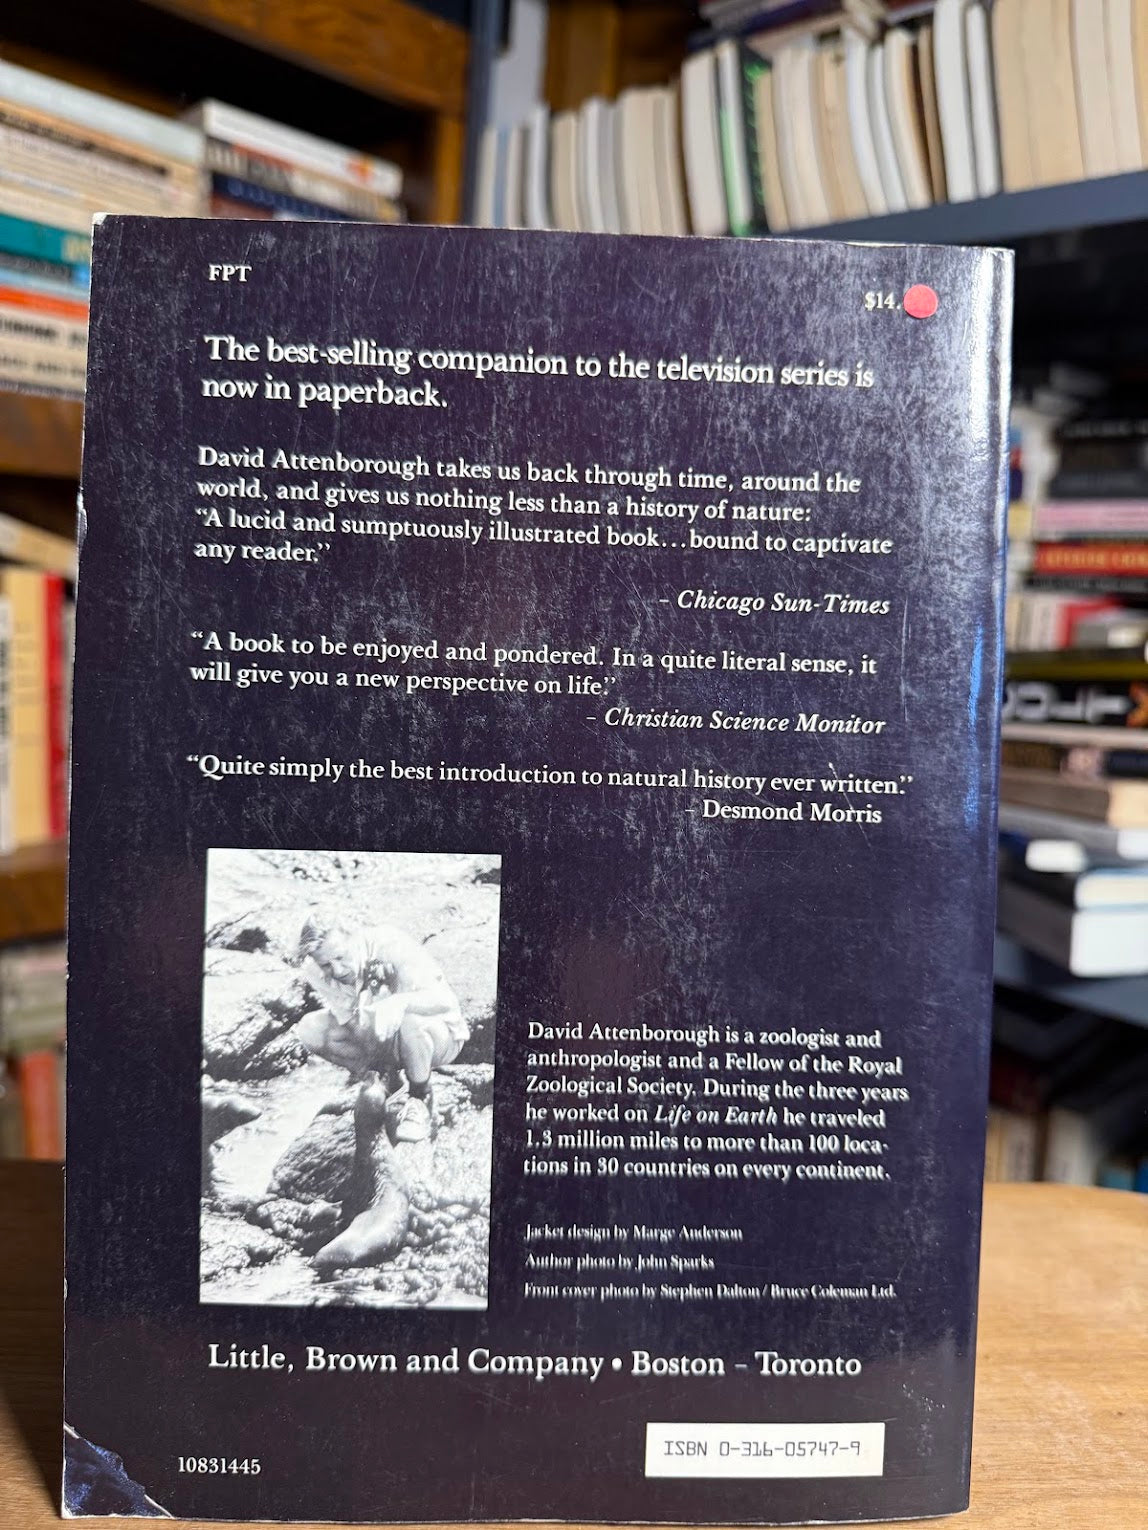 FPT
$14.
The best-selling companion to the television series is
now in paperback.
David Attenborough takes us back through time, around the
world, and gives us nothing less than a history of nature:
“A lucid and sumptuously illustrated book...bound to captivate
any reader.”
– Chicago Sun-Times
“A book to be enjoyed and pondered. In a quite literal sense, it
will give you a new perspective on life.”
– Christian Science Monitor
“Quite simply the best introduction to natural history ever written.”
– Desmond Morris
David Attenborough is a zoologist and
anthropologist and a Fellow of the Royal
Zoological Society. During the three years
he worked on Life on Earth he traveled
1.3 million miles to more than 100 loca-
tions in 30 countries on every continent.
Jacket design by Marge Anderson
Author photo by John Sparks
Front cover photo by Stephen Dalton / Bruce Coleman Ltd.
Little, Brown and Company • Boston – Toronto
ISBN 0-316-05747-9
10831445